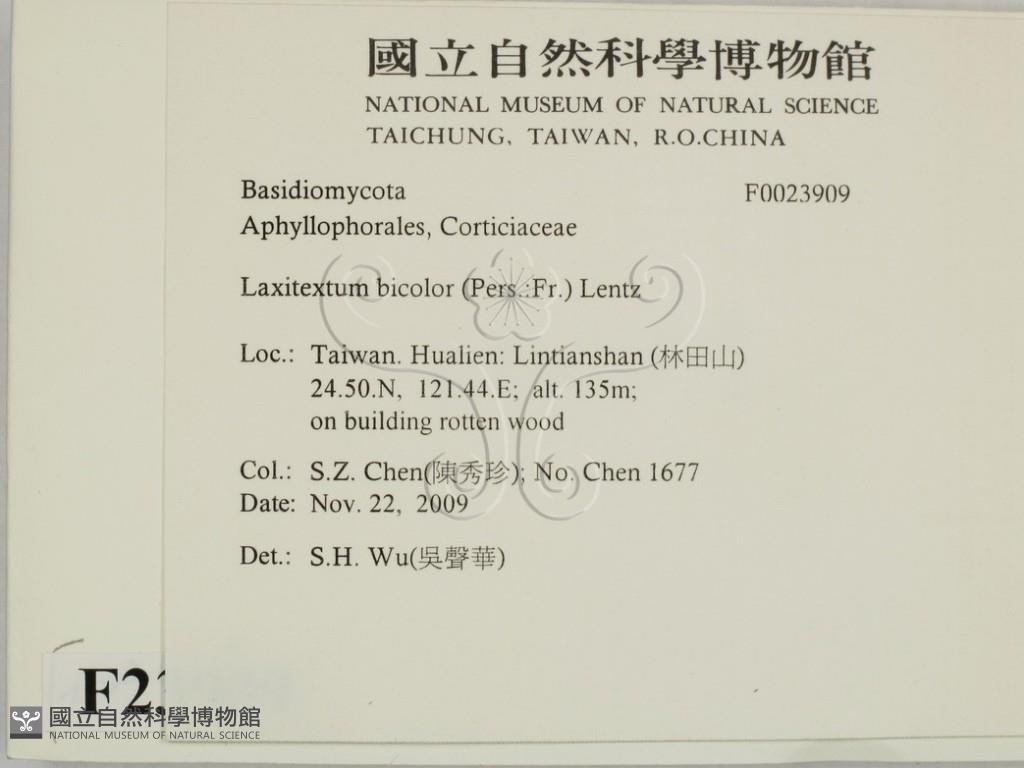 國立自然科學博物館
NATIONAL MUSEUM OF NATURAL SCIENCE
TAICHUNG, TAIWAN, R.O.CHINA
Basidiomycota F0023909
Aphyllophorales, Corticiaceae
Laxitextum bicolor (Pers.:Fr.) Lentz
Loc.: Taiwan. Hualien: Lintianshan (林田山)
24.50.N, 121.44.E; alt. 135m;
on building rotten wood
Col.: S.Z. Chen(陳秀珍); No. Chen 1677
Date: Nov. 22, 2009
Det.: S.H. Wu(吳聲華)
F23
國立自然科學博物館
NATIONAL MUSEUM OF NATURAL SCIENCE